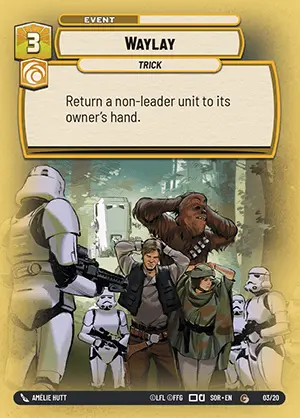 EVENT
3
WAYLAY
TRICK
Return a non-leader unit to its
owner's hand.
AMÉLIE HUTT
©LFL ©FFG
SOR • EN
C
03/20